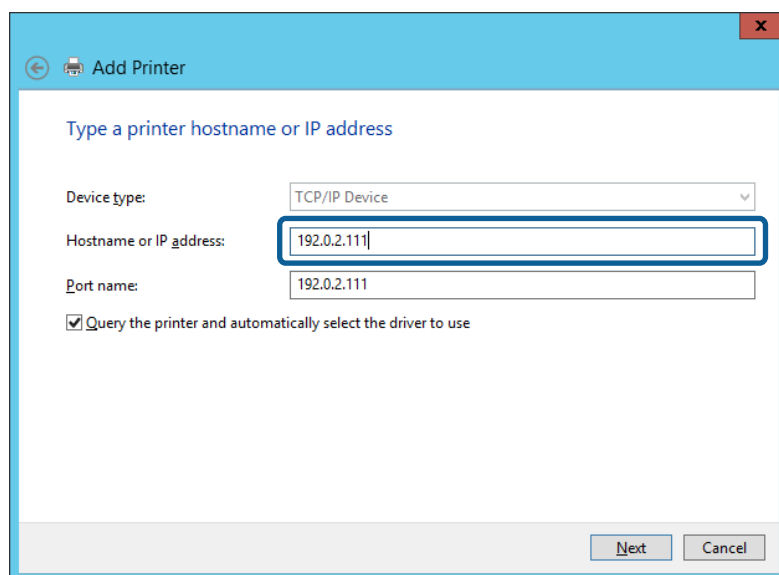 x
Add Printer
Type a printer hostname or IP address
Device type: TCP/IP Device
Hostname or IP address: 192.0.2.111
Port name: 192.0.2.111
Query the printer and automatically select the driver to use
Next Cancel